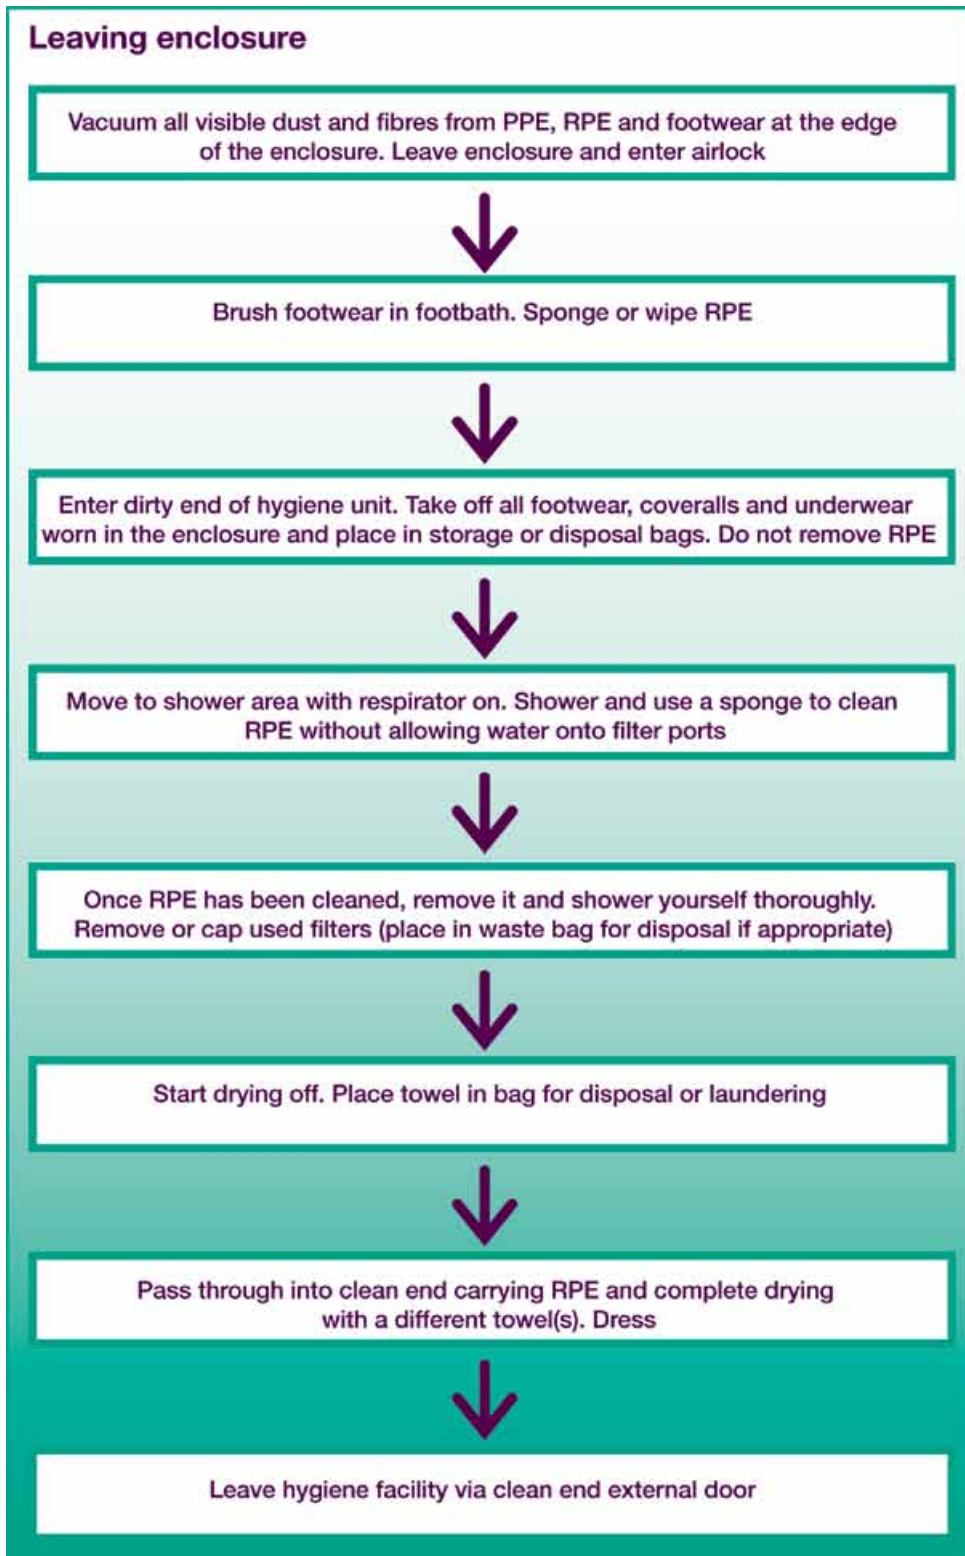 Leaving enclosure
Vacuum all visible dust and fibres from PPE, RPE and footwear at the edge
of the enclosure. Leave enclosure and enter airlock
Brush footwear in footbath. Sponge or wipe RPE
Enter dirty end of hygiene unit. Take off all footwear, coveralls and underwear
worn in the enclosure and place in storage or disposal bags. Do not remove RPE
Move to shower area with respirator on. Shower and use a sponge to clean
RPE without allowing water onto filter ports
Once RPE has been cleaned, remove it and shower yourself thoroughly.
Remove or cap used filters (place in waste bag for disposal if appropriate)
Start drying off. Place towel in bag for disposal or laundering
Pass through into clean end carrying RPE and complete drying
with a different towel(s). Dress
Leave hygiene facility via clean end external door